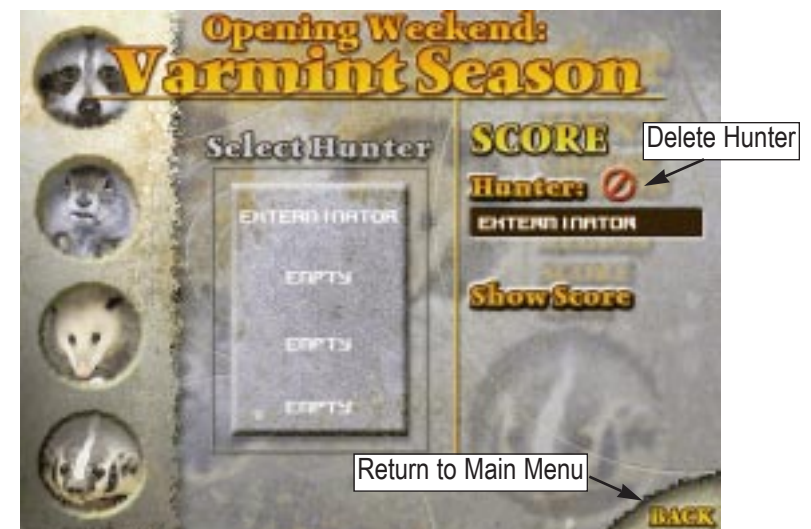 Opening Weekend:
Varmint Season
Select Hunter
EXTERMINATOR
EMPTY
EMPTY
EMPTY
SCORE
Delete Hunter
Hunter:
EXTERMINATOR
Show Score
Return to Main Menu
BACK